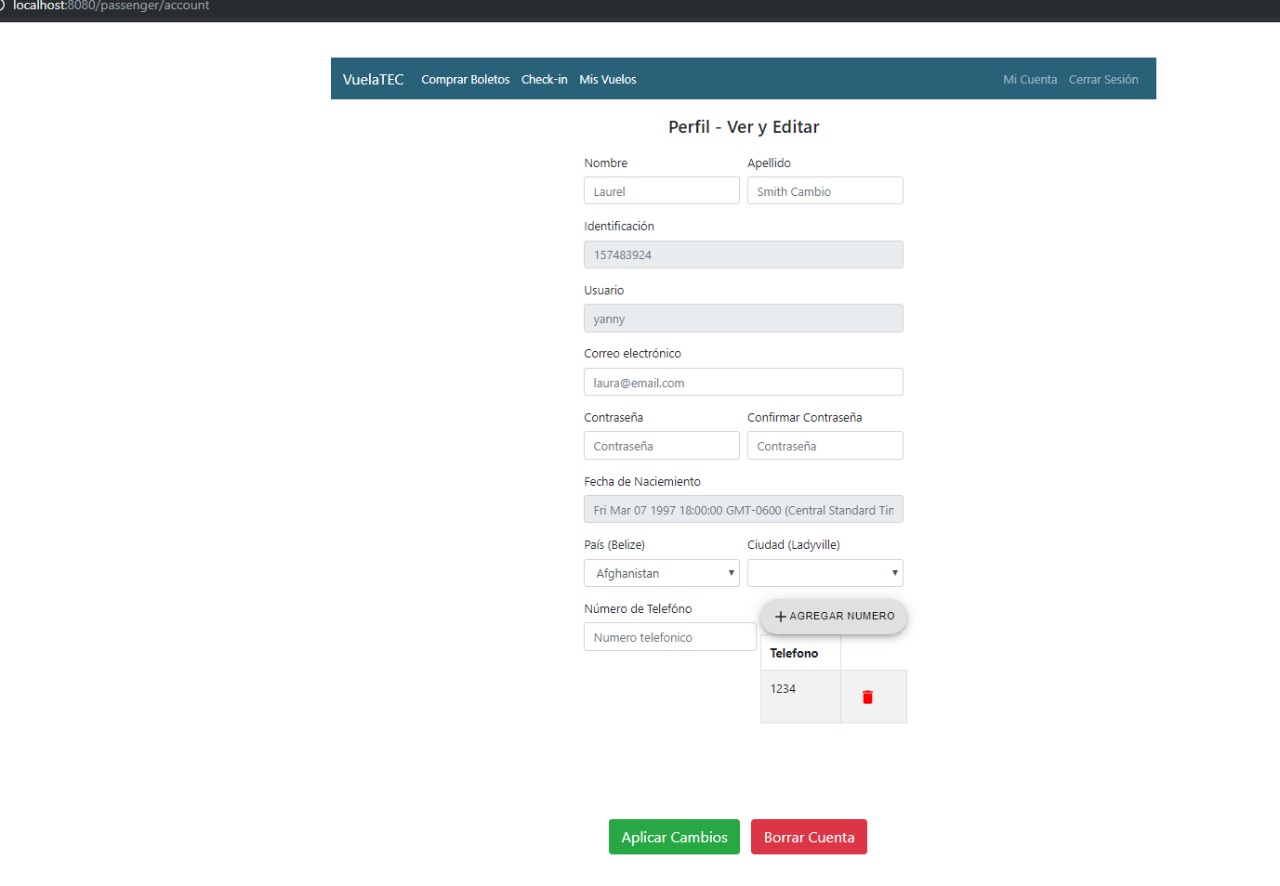 localhost:8080/passenger/account
VuelaTEC Comprar Boletos Check-in Mis Vuelos Mi Cuenta Cerrar Sesión
Perfil - Ver y Editar
Nombre Apellido
Laurel Smith Cambio
Identificación
157483924
Usuario
yanny
Correo electrónico
laura@email.com
Contraseña Confirmar Contraseña
Contraseña Contraseña
Fecha de Naciemiento
Fri Mar 07 1997 18:00:00 GMT-0600 (Central Standard Tin
País (Belize) Ciudad (Ladyville)
Afghanistan
Número de Telefóno AGREGAR NUMERO
Numero telefonico
Telefono
1234
Aplicar Cambios Borrar Cuenta